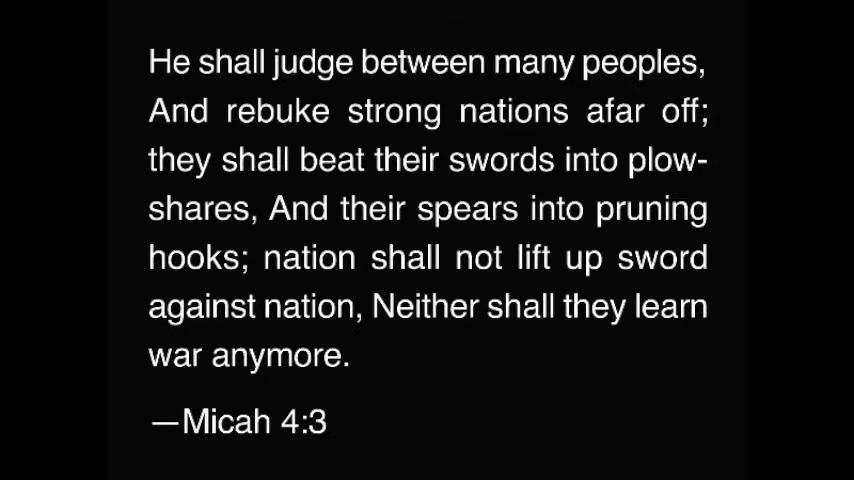 He shall judge between many peoples,
And rebuke strong nations afar off;
they shall beat their swords into plow-
shares, And their spears into pruning
hooks; nation shall not lift up sword
against nation, Neither shall they learn
war anymore.
—Micah 4:3